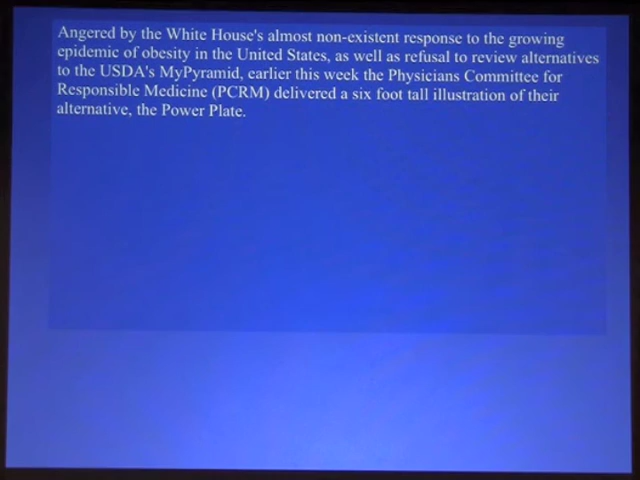 Angered by the White House's almost non-existent response to the growing
epidemic of obesity in the United States, as well as refusal to review alternatives
to the USDA's MyPyramid, earlier this week the Physicians Committee for
Responsible Medicine (PCRM) delivered a six foot tall illustration of their
alternative, the Power Plate.